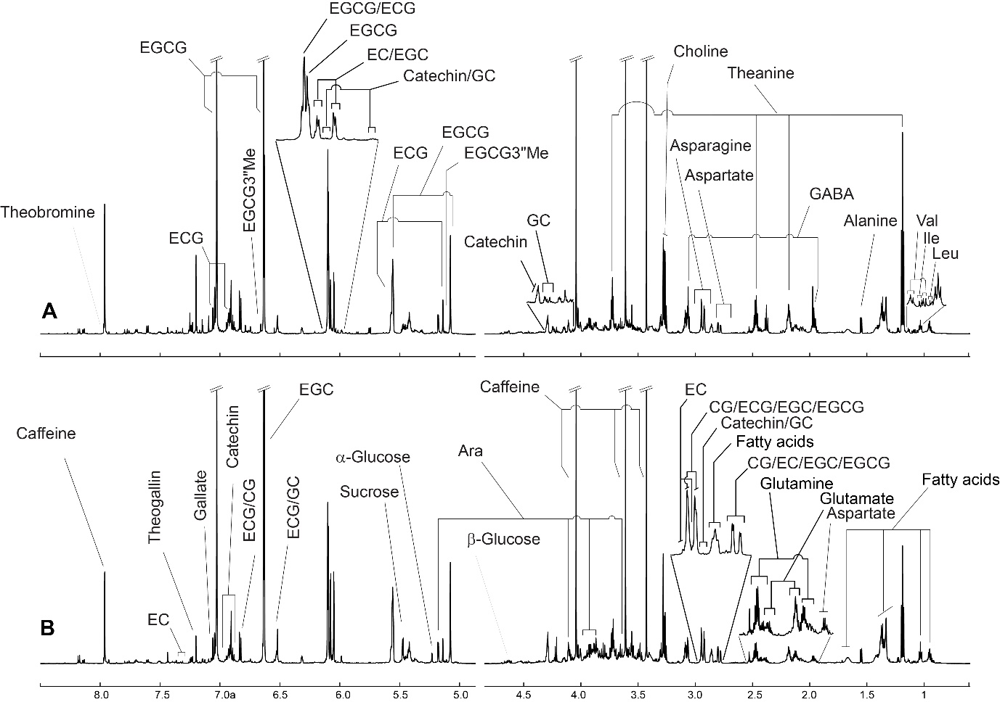 EGCG/ECG
EGCG
EGCG
EC/EGC
Catechin/GC
Choline
Theanine
EGCG
ECG
EGCG3"Me
EGCG3"Me
Asparagine
Aspartate
GABA
Theobromine
ECG
GC
Catechin
Alanine
Val
Ile
Leu
A
Caffeine
EGC
Caffeine
EC
CG/ECG/EGC/EGCG
Catechin/GC
Fatty acids
CG/EC/EGC/EGCG
Glutamine
Fatty acids
Glutamate
Aspartate
Theogallin
Gallate
Catechin
ECG/CG
ECG/GC
α-Glucose
Sucrose
Ara
β-Glucose
EC
B
8.0 7.0a 6.5 6.0 5.5 5.0 4.5 4.0 3.5 3.0 2.5 2.0 1.5 1